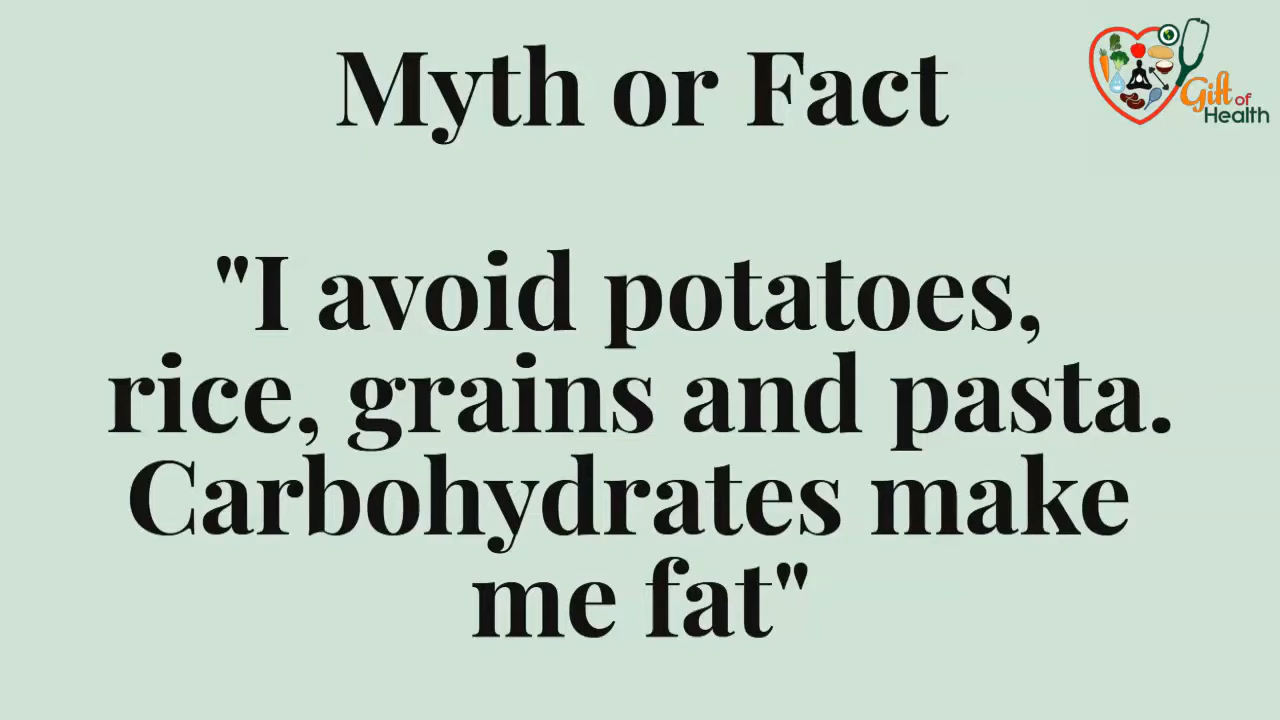 Myth or Fact
Gift of
Health
"I avoid potatoes,
rice, grains and pasta.
Carbohydrates make
me fat"